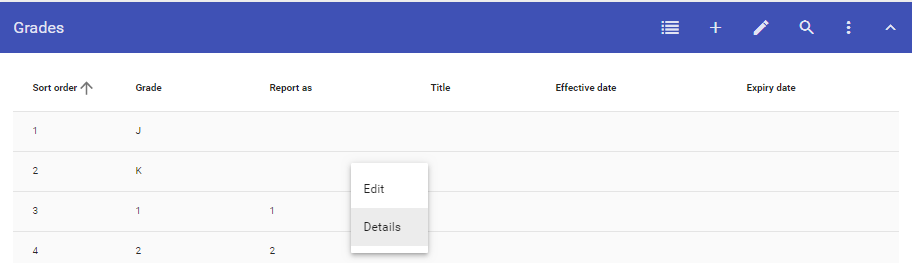 Grades
Sort order Grade Report as Title Effective date Expiry date
1 J
2 K
Edit
3 1 1
Details
4 2 2